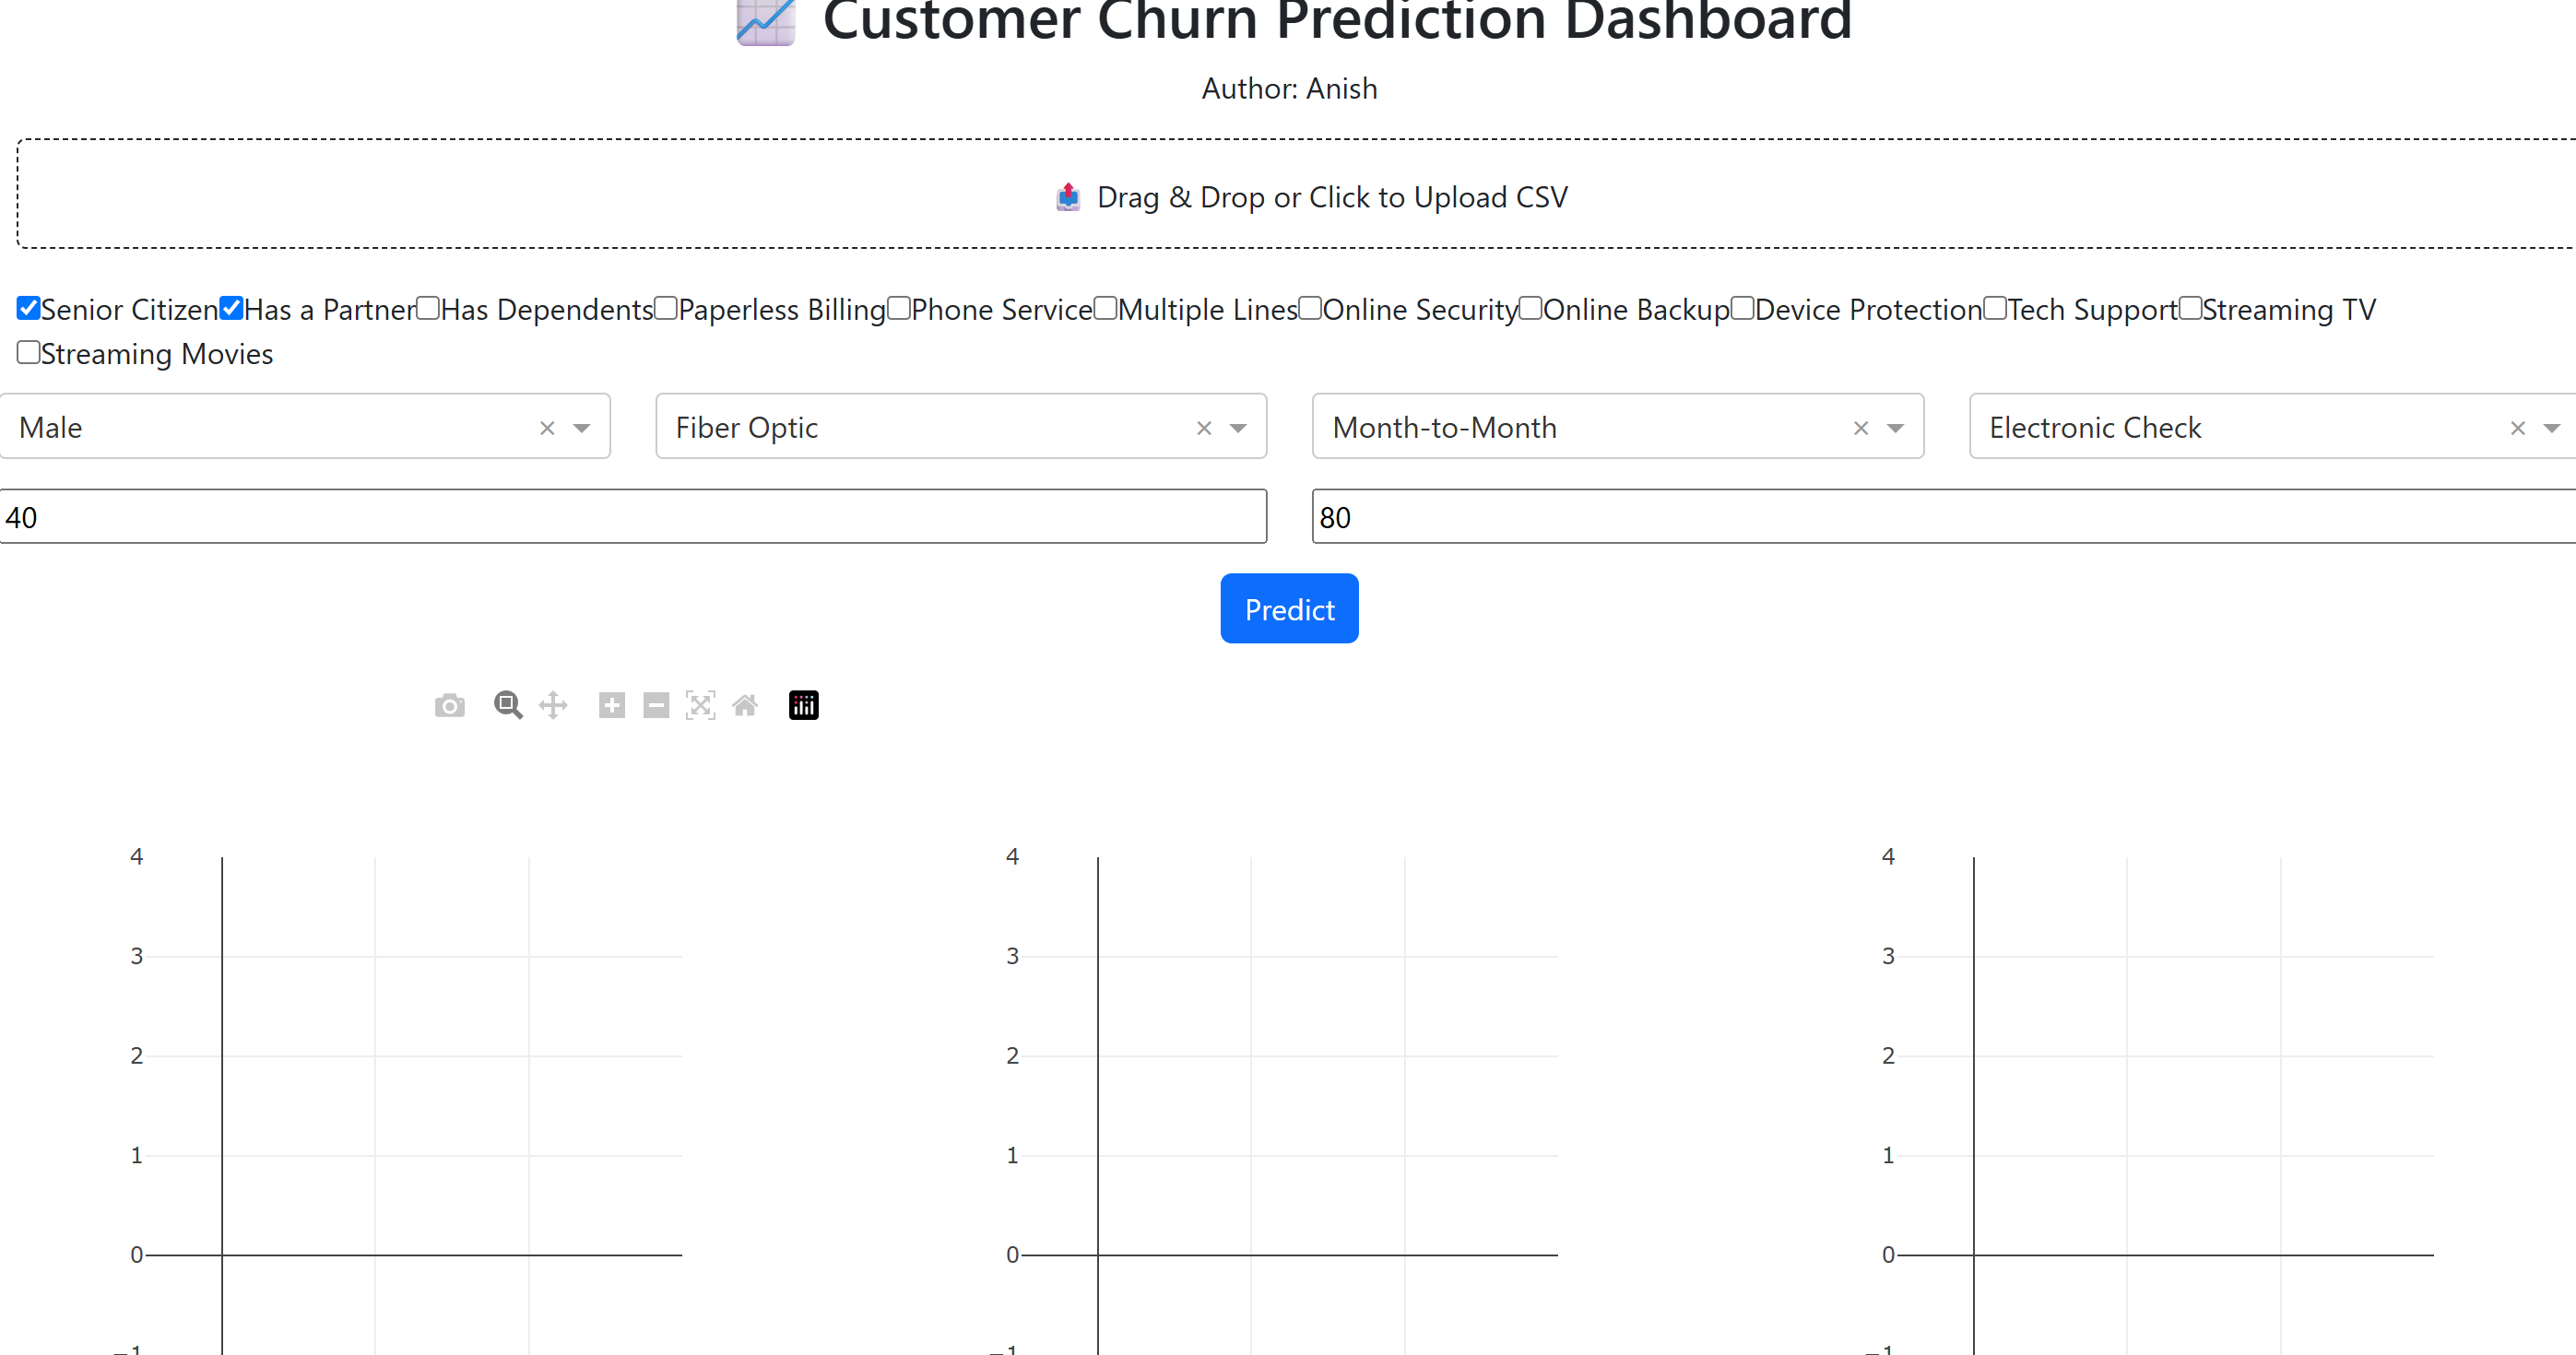 Customer Churn Prediction Dashboard
Author: Anish
Drag & Drop or Click to Upload CSV
Senior Citizen Has a Partner Has Dependents Paperless Billing Phone Service Multiple Lines Online Security Online Backup Device Protection Tech Support Streaming TV
Streaming Movies
Male × Fiber Optic × Month-to-Month × Electronic Check ×
40 80
Predict
4 4 4
3 3 3
2 2 2
1 1 1
0 0 0
−1 −1 −1